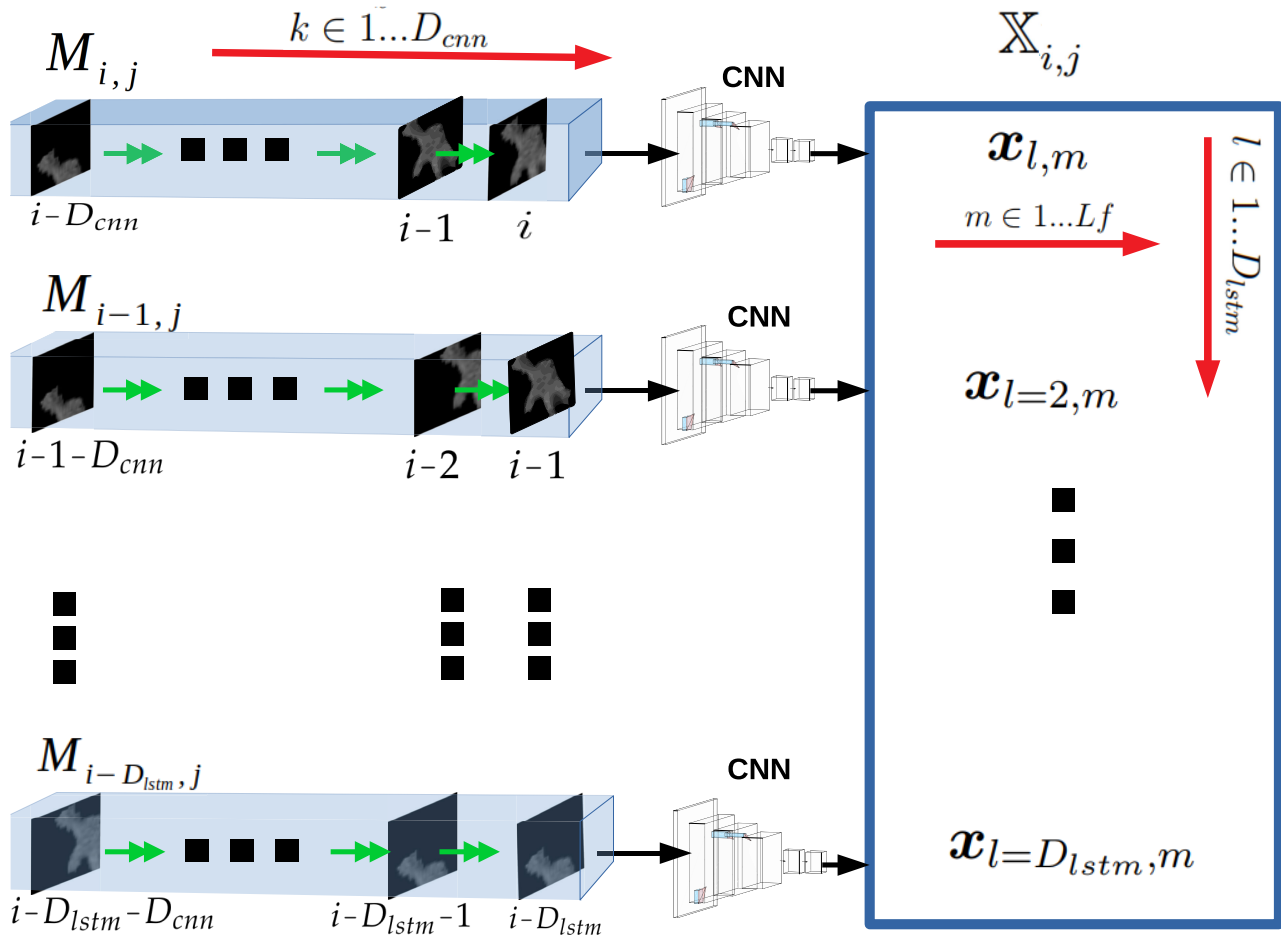 M_{i,j}
k ∈ 1...D_{cnn}
𝕏_{i,j}
CNN
x_{l,m}
m ∈ 1...Lf
l ∈ 1...D_{lstm}
i-D_{cnn}
i-1
i
M_{i-1,j}
CNN
x_{l=2,m}
i-1-D_{cnn}
i-2
i-1
M_{i-D_{lstm},j}
CNN
x_{l=D_{lstm},m}
i-D_{lstm}-D_{cnn}
i-D_{lstm}-1
i-D_{lstm}